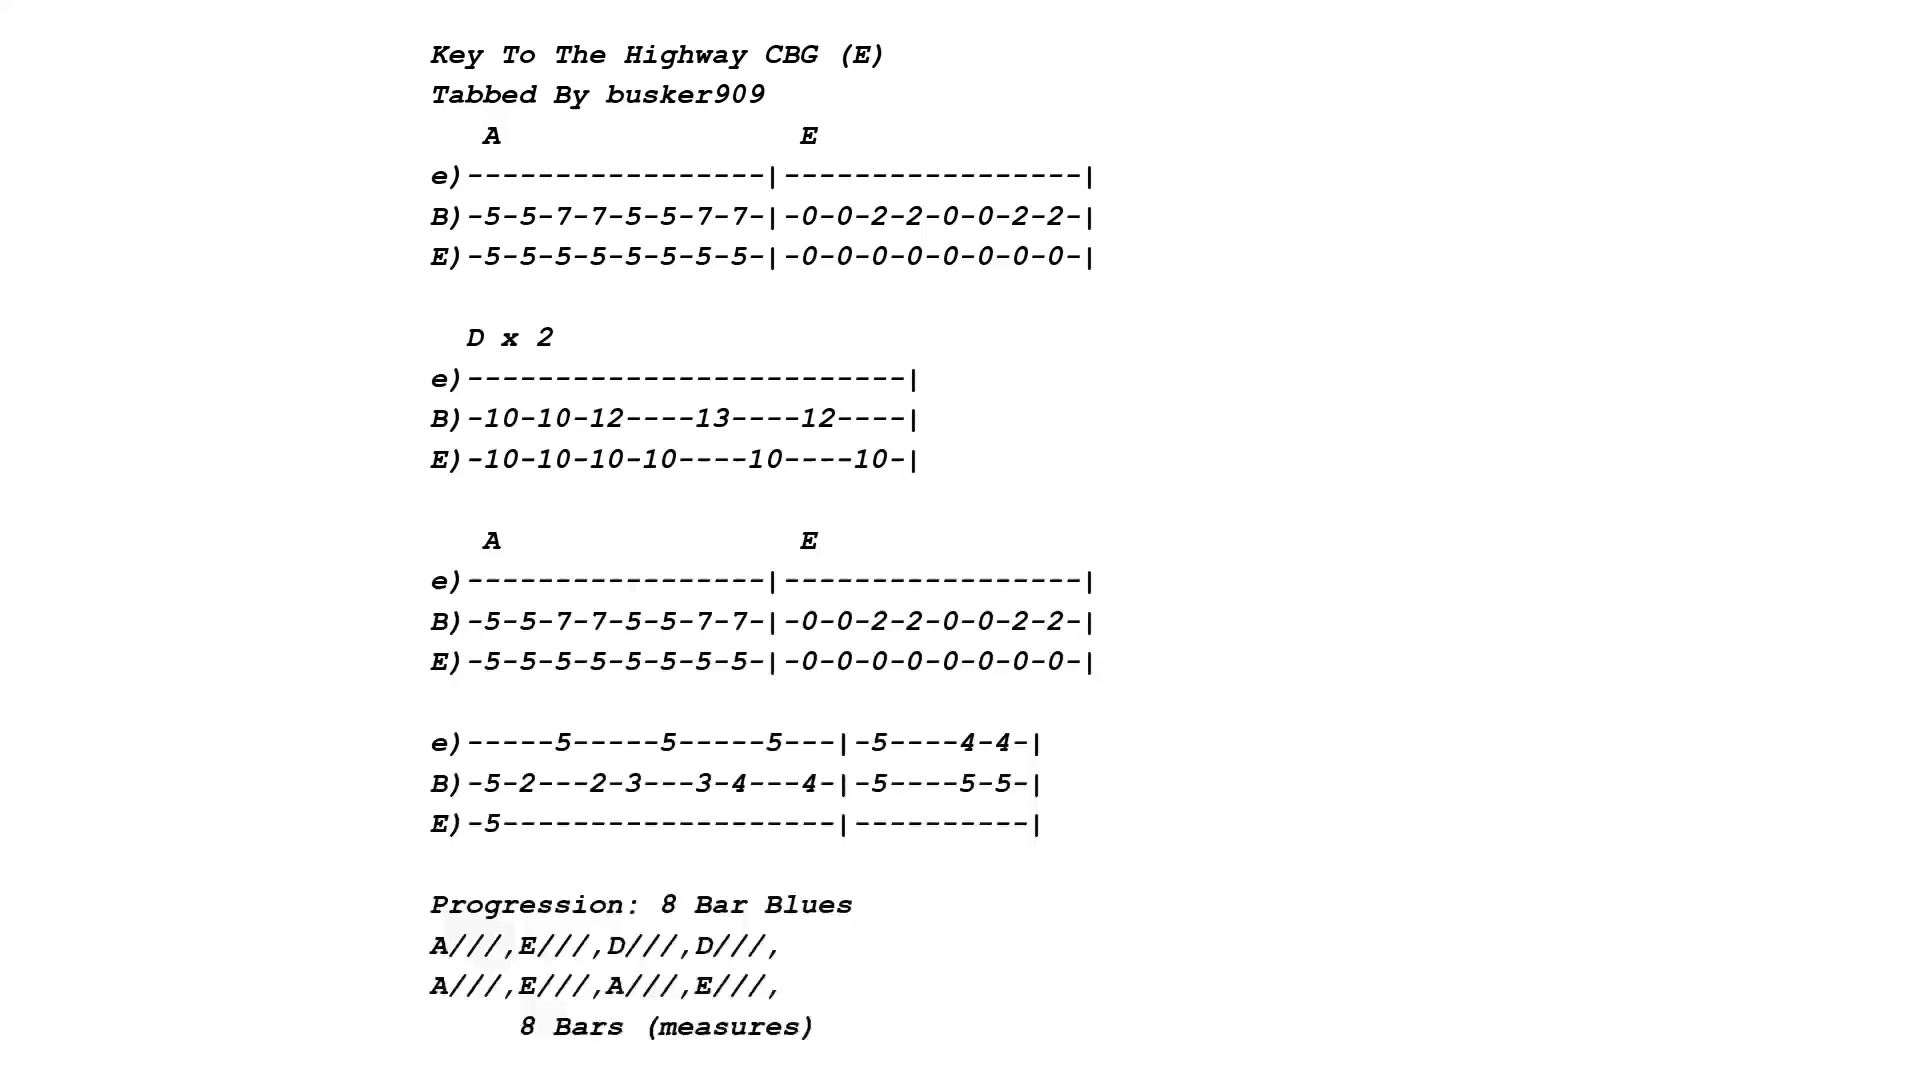 Key To The Highway CBG (E)
Tabbed By busker909
   A                 E
e)-----------------|-----------------|
B)-5-5-7-7-5-5-7-7-|-0-0-2-2-0-0-2-2-|
E)-5-5-5-5-5-5-5-5-|-0-0-0-0-0-0-0-0-|
  D x 2
e)-------------------------|
B)-10-10-12----13----12----|
E)-10-10-10-10----10----10-|
   A                 E
e)-----------------|-----------------|
B)-5-5-7-7-5-5-7-7-|-0-0-2-2-0-0-2-2-|
E)-5-5-5-5-5-5-5-5-|-0-0-0-0-0-0-0-0-|
e)-----5-----5-----5---|-5----4-4-|
B)-5-2---2-3---3-4---4-|-5----5-5-|
E)-5-------------------|----------|
Progression: 8 Bar Blues
A///,E///,D///,D///,
A///,E///,A///,E///,
     8 Bars (measures)